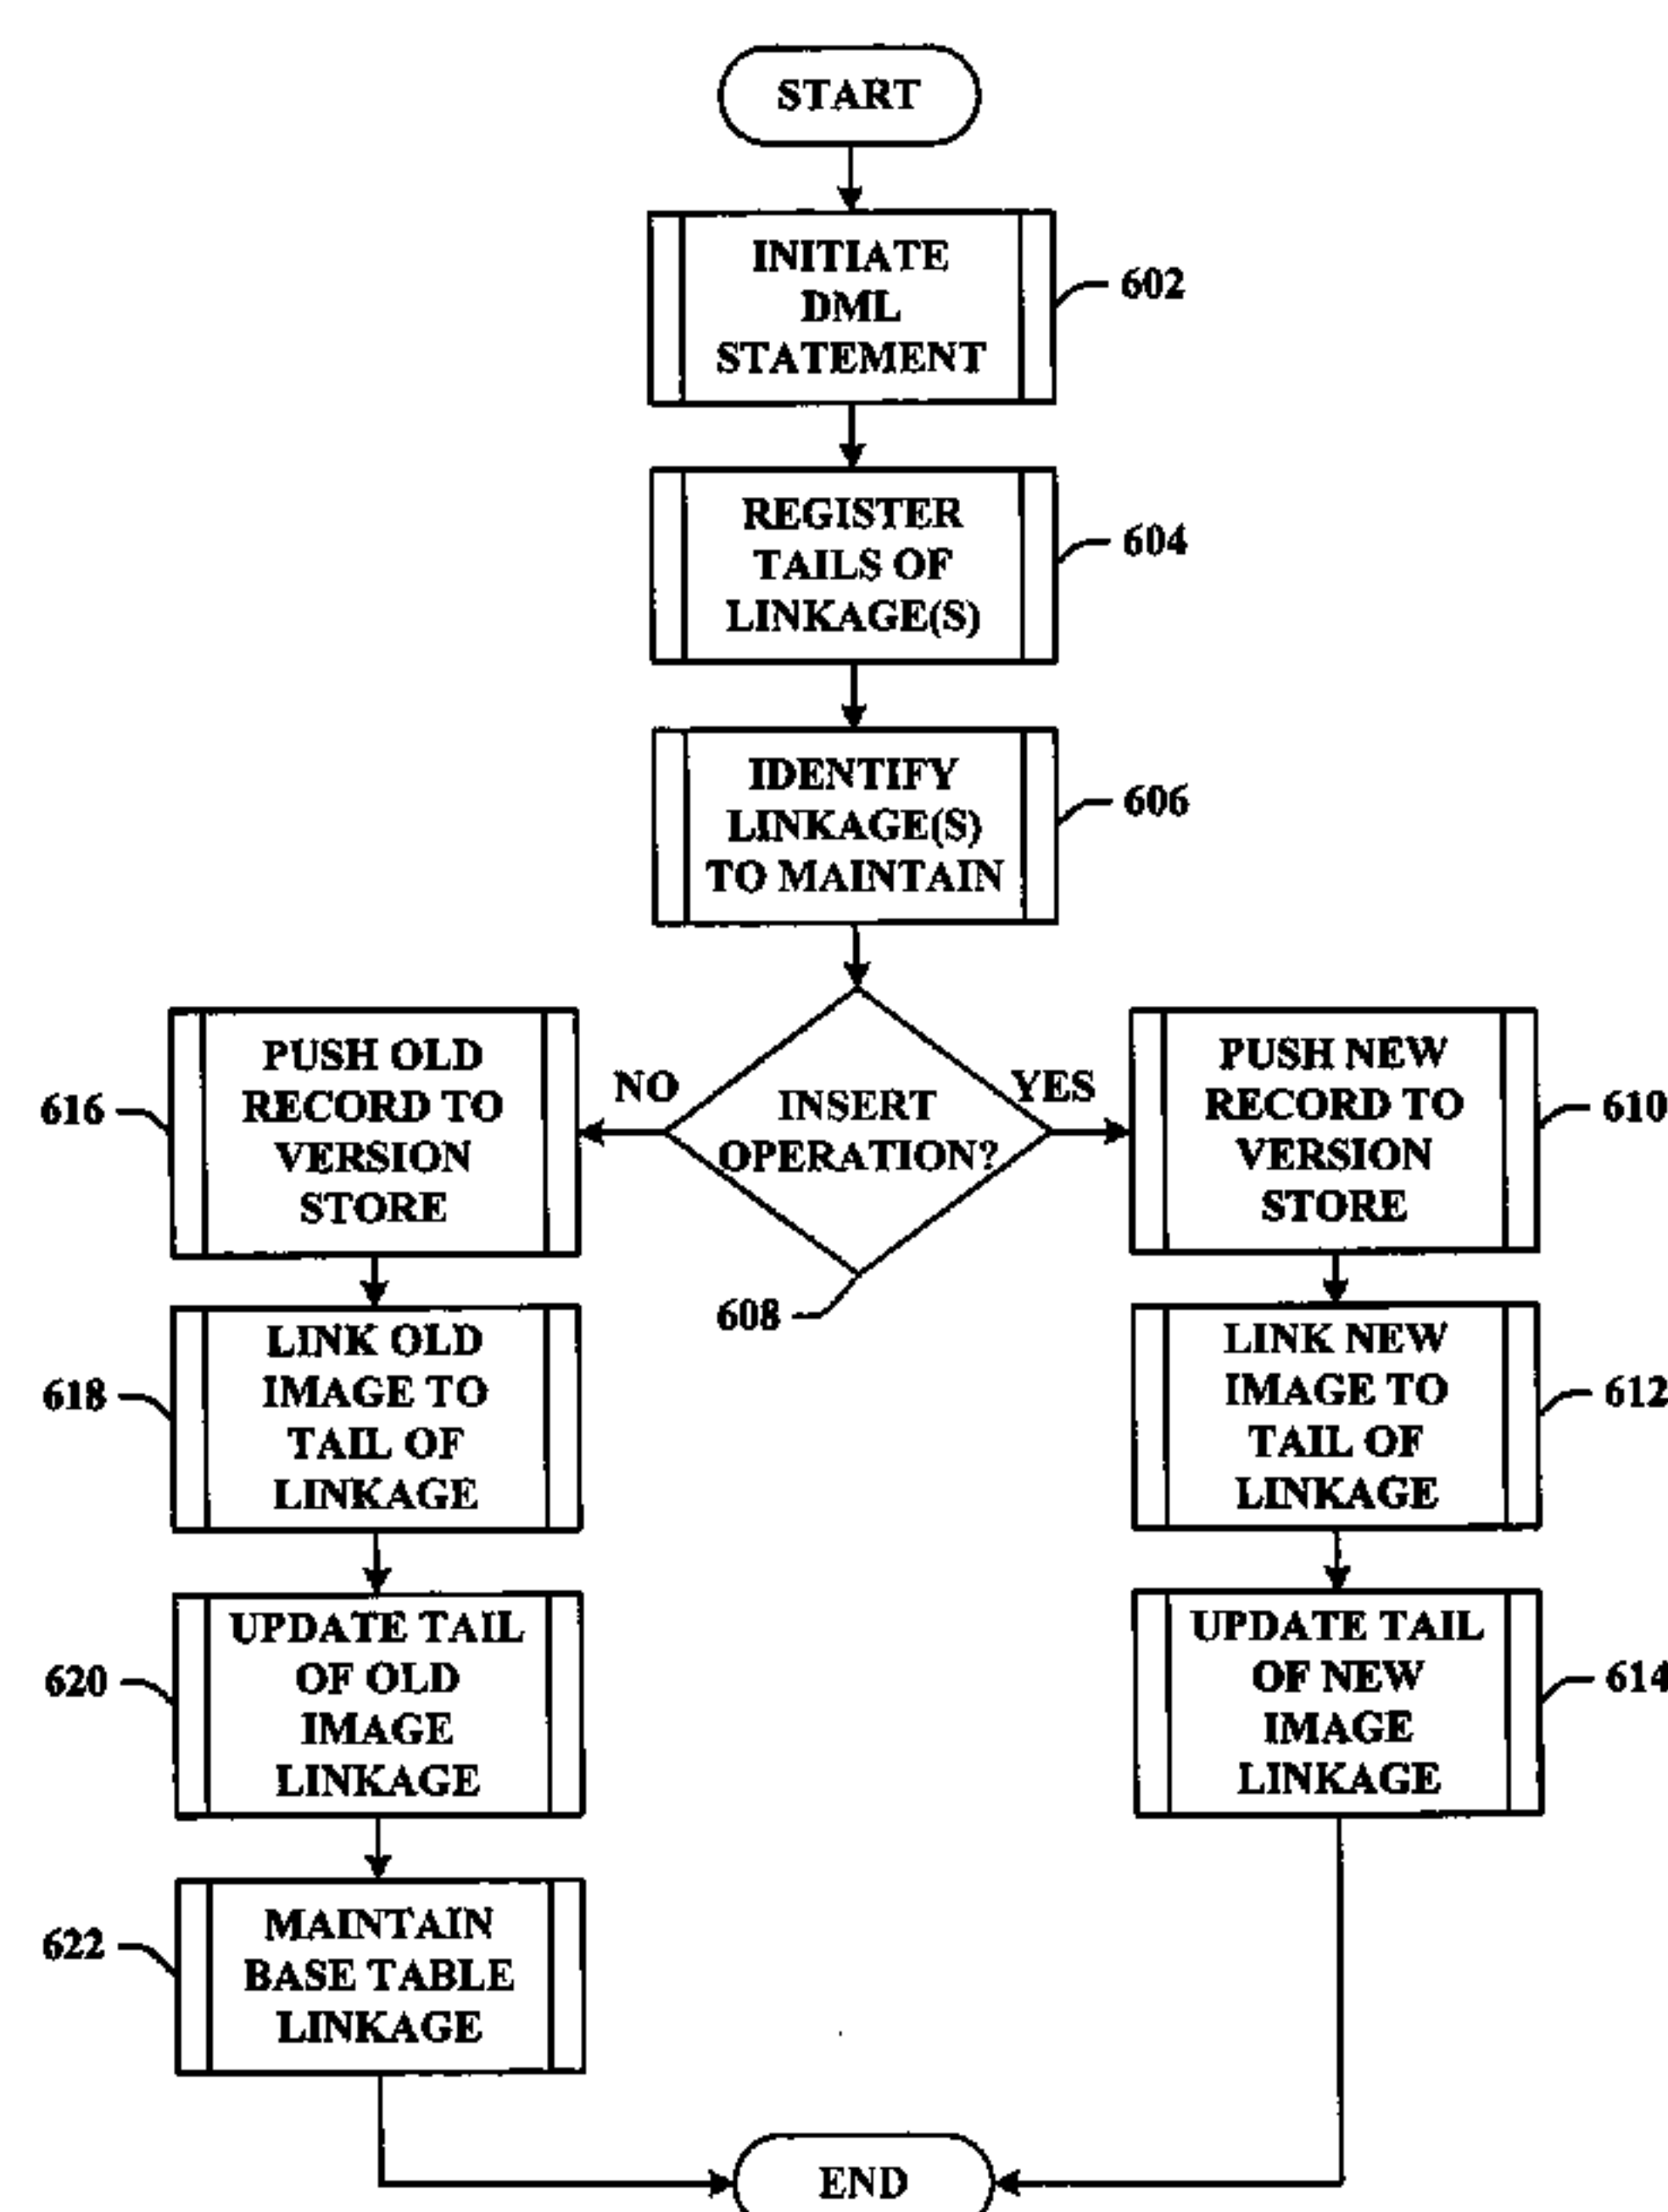 START
INITIATE
DML
STATEMENT
602
REGISTER
TAILS OF
LINKAGE(S)
604
IDENTIFY
LINKAGE(S)
TO MAINTAIN
606
INSERT
OPERATION?
608
NO
YES
PUSH NEW
RECORD TO
VERSION
STORE
610
LINK NEW
IMAGE TO
TAIL OF
LINKAGE
612
UPDATE TAIL
OF NEW
IMAGE
LINKAGE
614
PUSH OLD
RECORD TO
VERSION
STORE
616
LINK OLD
IMAGE TO
TAIL OF
LINKAGE
618
UPDATE TAIL
OF OLD
IMAGE
LINKAGE
620
MAINTAIN
BASE TABLE
LINKAGE
622
END